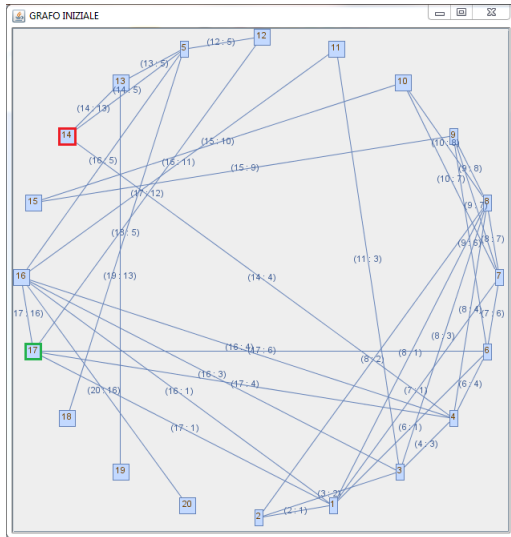 GRAFO INIZIALE
12
5
(12 : 5)
11
(13 : 5)
13
(14 : 5)
10
(14 : 13)
14
9
(15 : 10)
(10 : 8)
(16 : 5)
(16 : 11)
(15 : 9)
(9 : 8)
(10 : 7)
(17 : 12)
15
8
(9 : 7)
(18 : 5)
(8 : 7)
(9 : 6)
(11 : 3)
16
(19 : 13)
(14 : 4)
7
(8 : 4)
17 : 16)
(7 : 6)
(8 : 3)
(16 : 4)
(17 : 6)
17
(8 : 2)
(8 : 1)
6
(16 : 3)
(17 : 4)
(6 : 4)
(20 : 16)
(16 : 1)
(7 : 1)
18
4
(17 : 1)
(6 : 1)
(4 : 3)
19
3
(3 : 2)
20
1
(2 : 1)
2